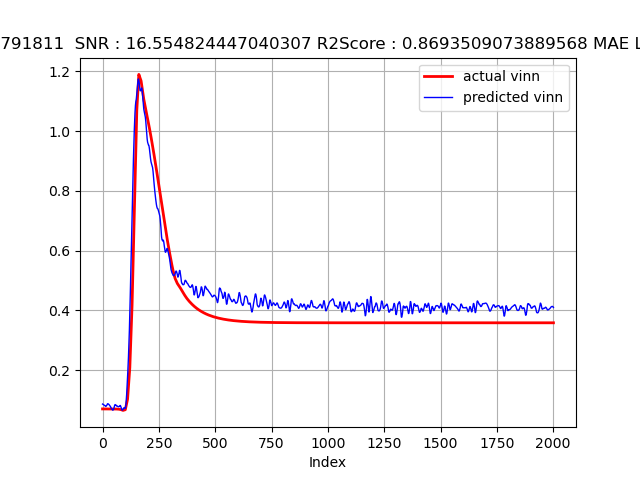 791811  SNR : 16.554824447040307 R2Score : 0.8693509073889568 MAE L
actual vinn
predicted vinn
1.2
1.0
0.8
0.6
0.4
0.2
0 250 500 750 1000 1250 1500 1750 2000
Index